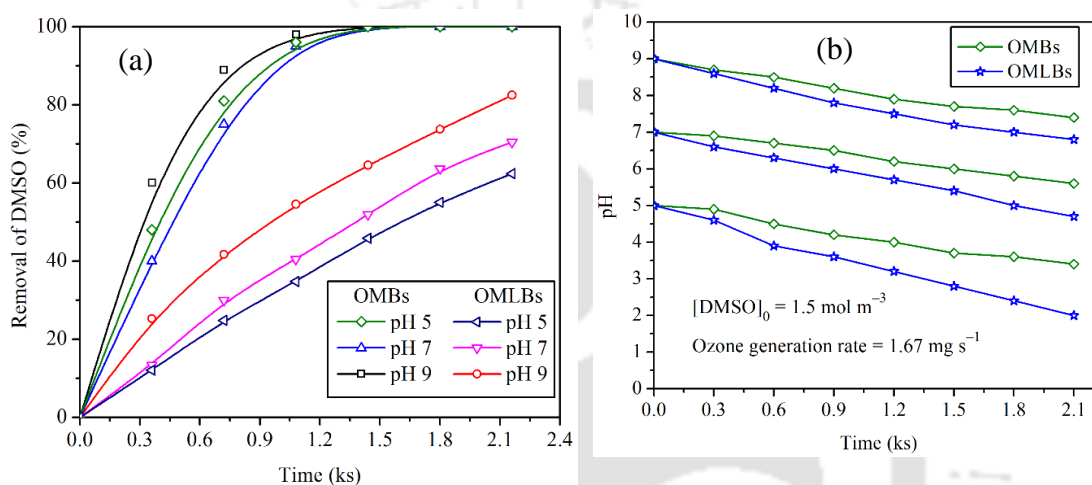 (a)
Removal of DMSO (%)
100
80
60
40
20
0
OMBs OMLBs
pH 5 pH 5
pH 7 pH 7
pH 9 pH 9
0.0 0.3 0.6 0.9 1.2 1.5 1.8 2.1 2.4
Time (ks)
(b)
OMBs
OMLBs
pH
10
9
8
7
6
5
4
3
2
1
0
[DMSO]₀ = 1.5 mol m⁻³
Ozone generation rate = 1.67 mg s⁻¹
0.0 0.3 0.6 0.9 1.2 1.5 1.8 2.1
Time (ks)